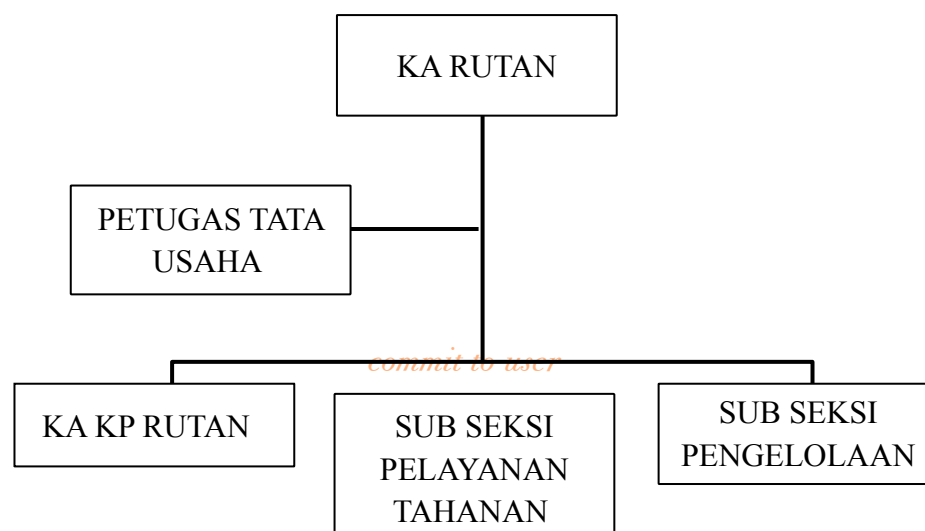 KA RUTAN
PETUGAS TATA
USAHA
commit to user
KA KP RUTAN
SUB SEKSI
PELAYANAN
TAHANAN
SUB SEKSI
PENGELOLAAN